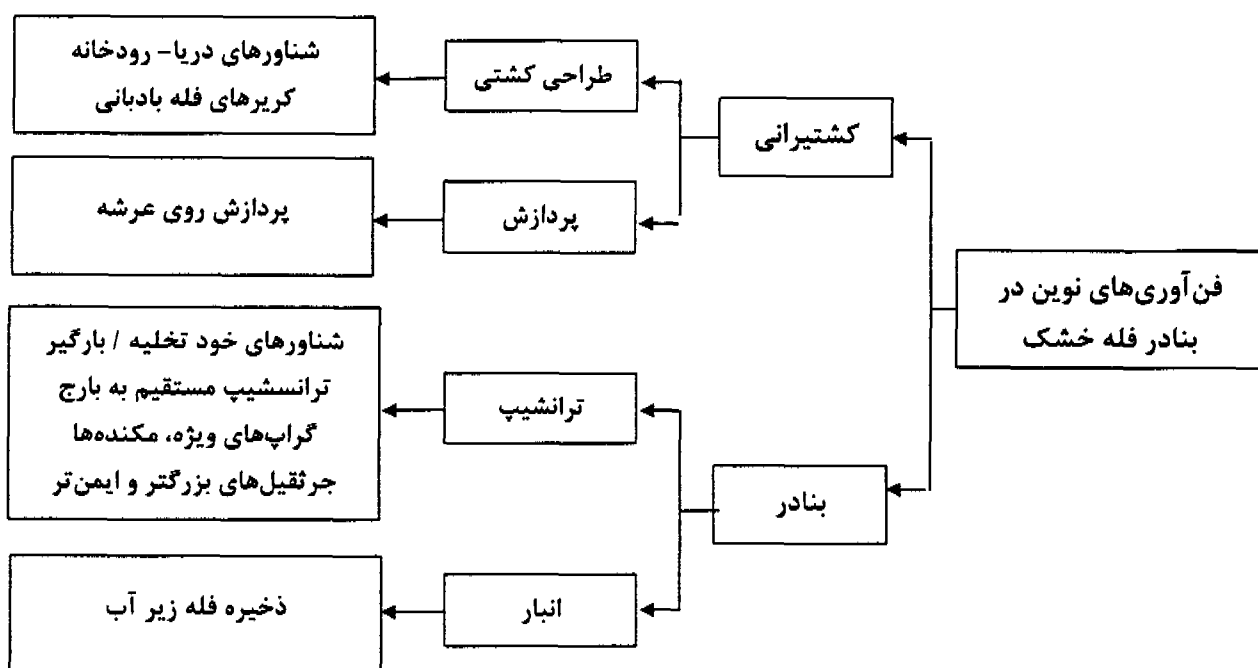 فن‌آوری‌های نوین در
بنادر فله خشک
کشتیرانی
طراحی کشتی
شناورهای دریا- رودخانه
کریرهای فله بادبانی
پردازش
پردازش روی عرشه
بنادر
ترانشیپ
شناورهای خود تخلیه / بارگیر
ترانسشیپ مستقیم به بارج
گراپ‌های ویژه، مکنده‌ها
جرثقیل‌های بزرگتر و ایمن‌تر
انبار
ذخیره فله زیر آب